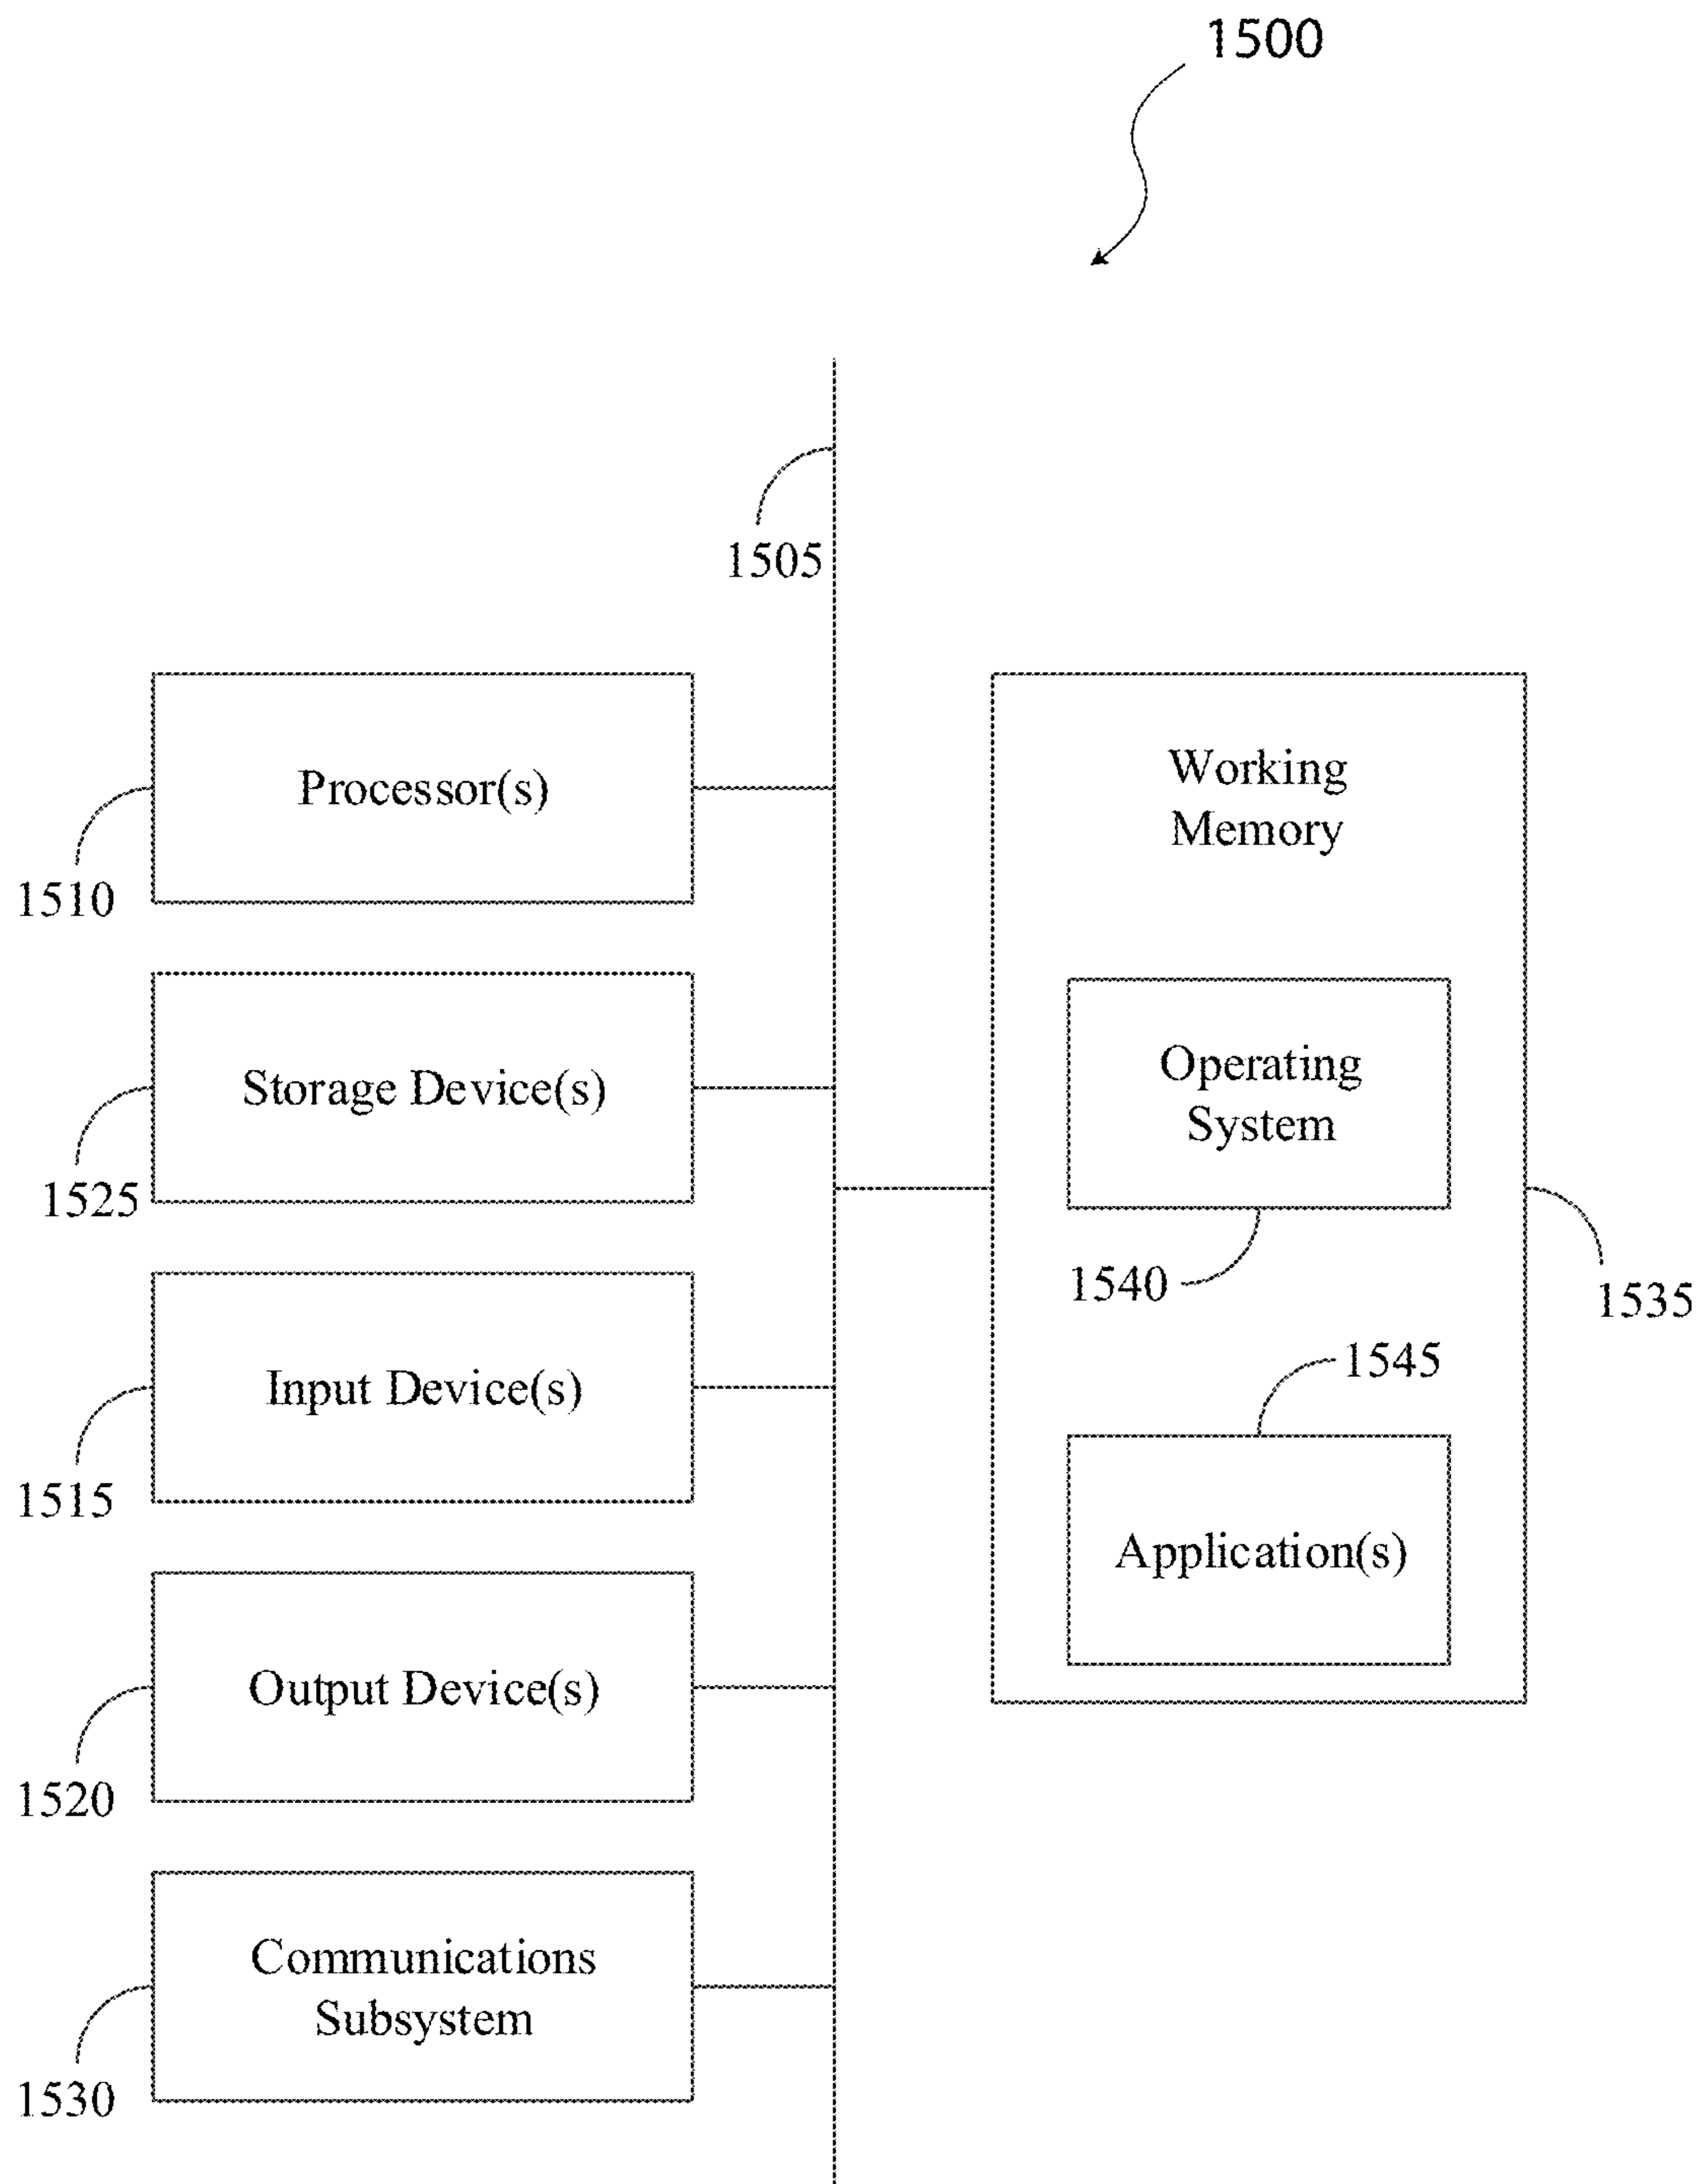 1500
1505
Processor(s)
1510
Storage Device(s)
1525
Input Device(s)
1515
Output Device(s)
1520
Communications
Subsystem
1530
Working
Memory
Operating
System
1540
1535
1545
Application(s)